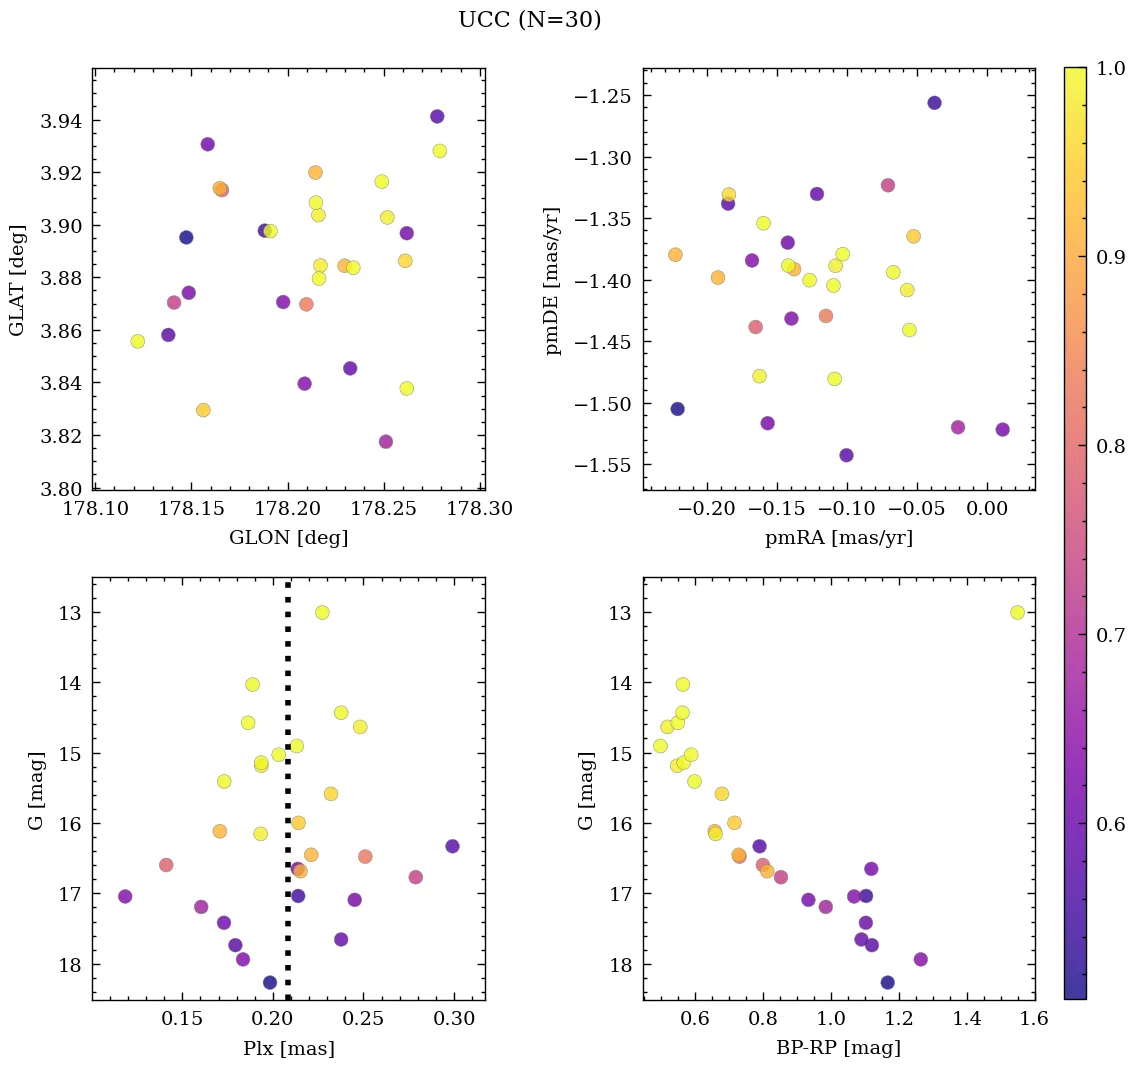 UCC (N=30)
3.94
3.92
3.90
3.88
3.86
3.84
3.82
3.80
GLAT [deg]
178.10 178.15 178.20 178.25 178.30
GLON [deg]
−1.25
−1.30
−1.35
−1.40
−1.45
−1.50
−1.55
pmDE [mas/yr]
−0.20 −0.15 −0.10 −0.05 0.00
pmRA [mas/yr]
1.0
0.9
0.8
0.7
0.6
13
14
15
16
17
18
G [mag]
0.15 0.20 0.25 0.30
Plx [mas]
13
14
15
16
17
18
G [mag]
0.6 0.8 1.0 1.2 1.4 1.6
BP-RP [mag]